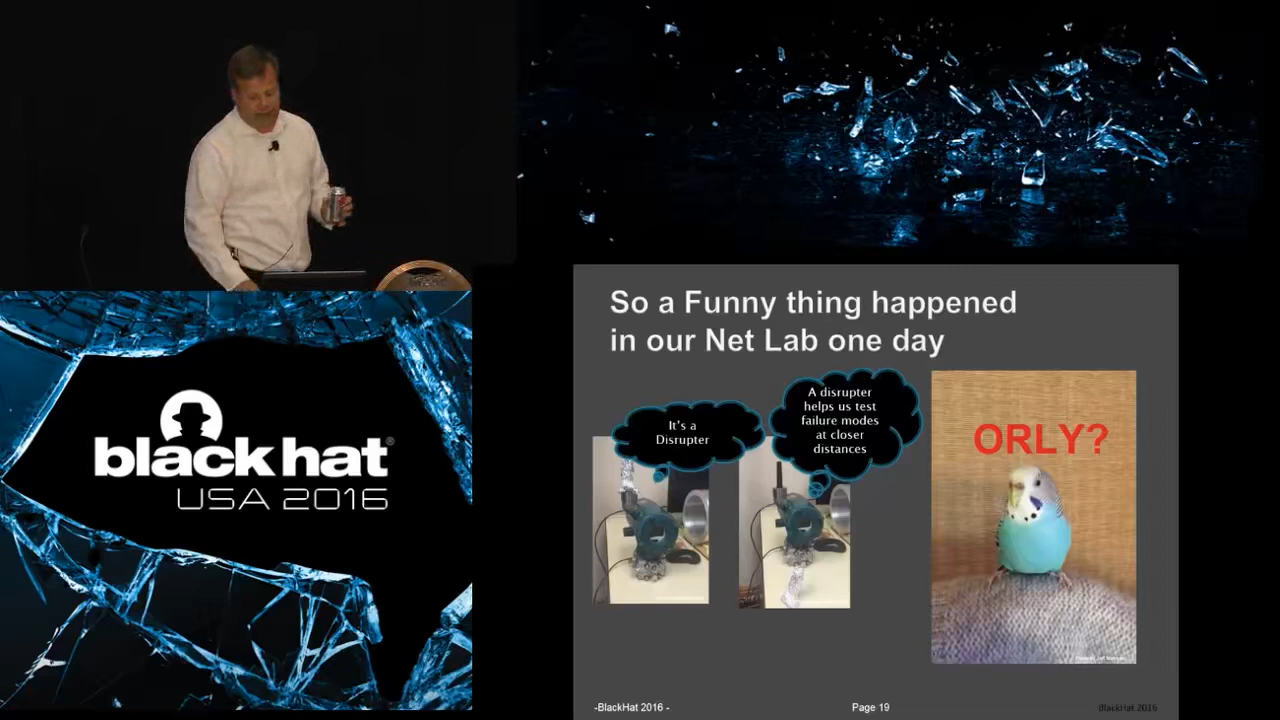 black hat®
USA 2016
So a Funny thing happened
in our Net Lab one day
It's a
Disrupter
A disrupter
helps us test
failure modes
at closer
distances
ORLY?
-BlackHat 2016 -
Page 19
BlackHat 2016